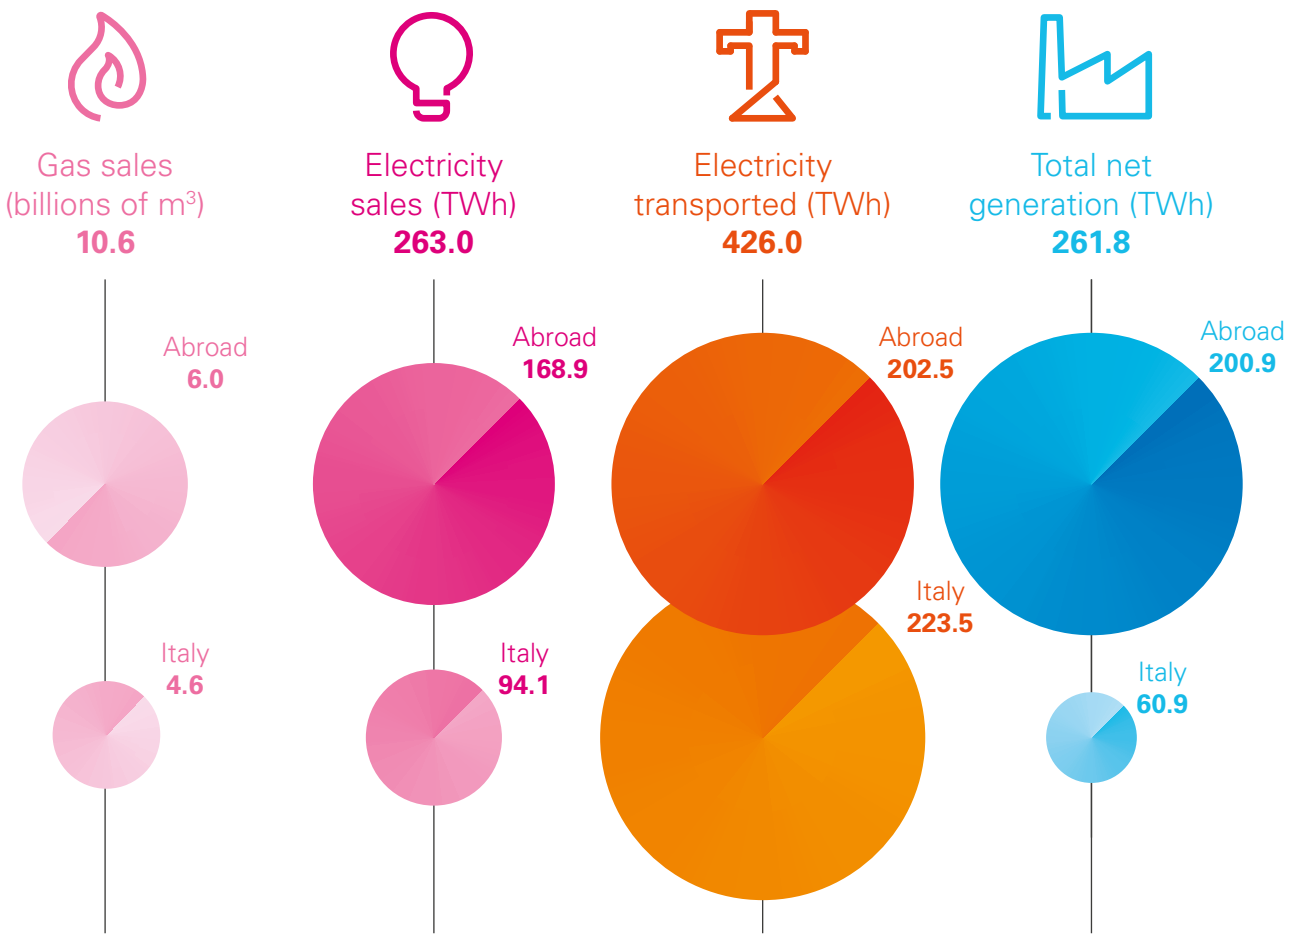 Gas sales
(billions of m³)
10.6
Abroad
6.0
Italy
4.6
Electricity
sales (TWh)
263.0
Abroad
168.9
Italy
94.1
Electricity
transported (TWh)
426.0
Abroad
202.5
Italy
223.5
Total net
generation (TWh)
261.8
Abroad
200.9
Italy
60.9